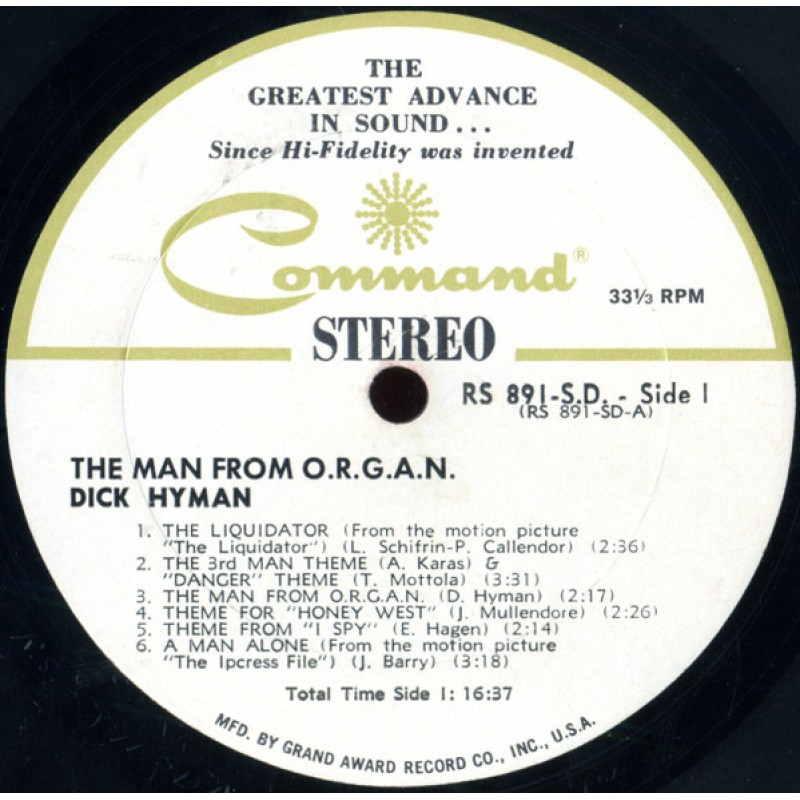 THE
GREATEST ADVANCE
IN SOUND...
Since Hi-Fidelity was invented
Command®
33⅓ RPM
STEREO
RS 891-S.D. - Side 1
(RS 891-SD-A)
THE MAN FROM O.R.G.A.N.
DICK HYMAN
1. THE LIQUIDATOR (From the motion picture
"The Liquidator") (L. Schifrin-P. Callendor) (2:36)
2. THE 3rd MAN THEME (A. Karas) &
"DANGER" THEME (T. Mottola) (3:31)
3. THE MAN FROM O.R.G.A.N. (D. Hyman) (2:17)
4. THEME FOR "HONEY WEST" (J. Mullendore) (2:26)
5. THEME FROM "I SPY" (E. Hagen) (2:14)
6. A MAN ALONE (From the motion picture
"The Ipcress File") (J. Barry) (3:18)
Total Time Side 1: 16:37
MFD. BY GRAND AWARD RECORD CO., INC., U.S.A.